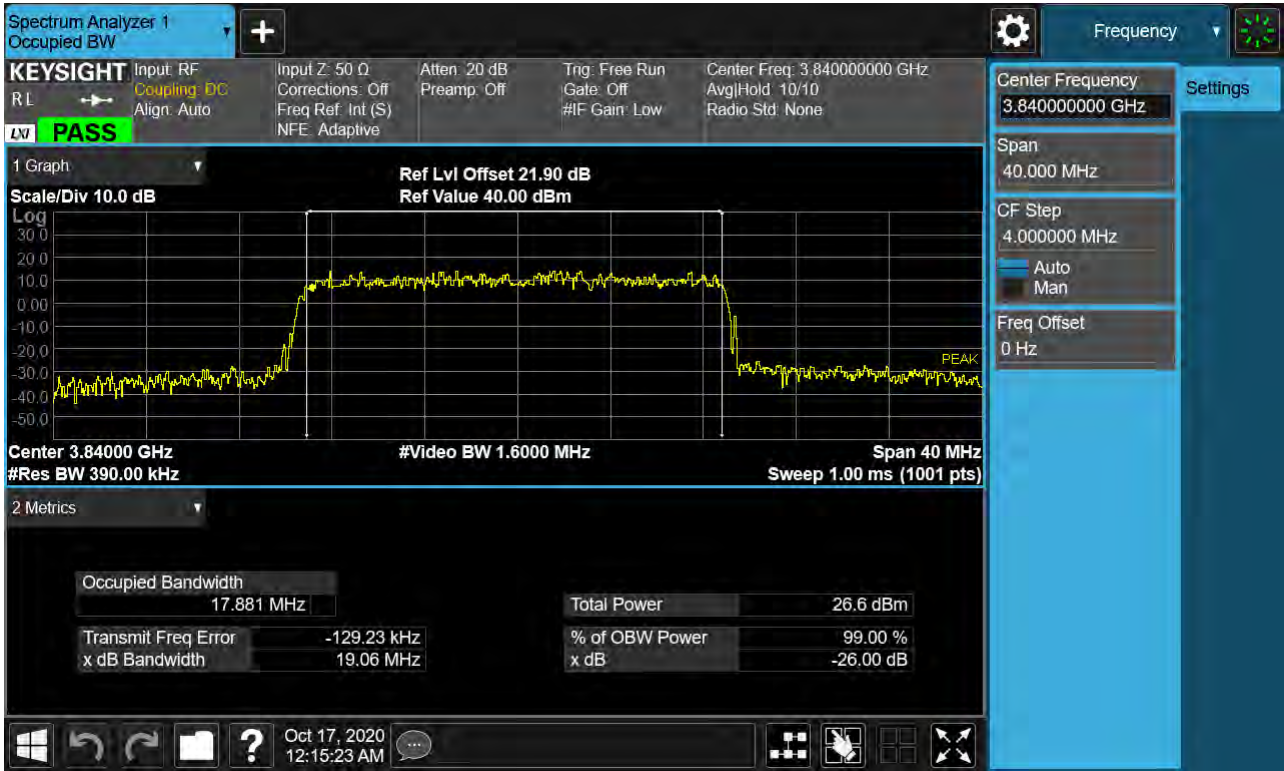 Spectrum Analyzer 1
Occupied BW
+
Frequency
KEYSIGHT
RL
LXI
PASS
Input: RF
Coupling: DC
Align: Auto
Input Z: 50 Ω
Corrections: Off
Freq Ref: Int (S)
NFE: Adaptive
Atten: 20 dB
Preamp: Off
Trig: Free Run
Gate: Off
#IF Gain: Low
Center Freq: 3.840000000 GHz
Avg|Hold: 10/10
Radio Std: None
Center Frequency
3.840000000 GHz
Settings
Span
40.000 MHz
CF Step
4.000000 MHz
Auto
Man
Freq Offset
0 Hz
1 Graph
Scale/Div 10.0 dB
Ref Lvl Offset 21.90 dB
Ref Value 40.00 dBm
Log
30.0
20.0
10.0
0.00
-10.0
-20.0
-30.0
-40.0
-50.0
PEAK
Center 3.84000 GHz
#Video BW 1.6000 MHz
Span 40 MHz
#Res BW 390.00 kHz
Sweep 1.00 ms (1001 pts)
2 Metrics
Occupied Bandwidth
17.881 MHz
Total Power 26.6 dBm
Transmit Freq Error -129.23 kHz
% of OBW Power 99.00 %
x dB Bandwidth 19.06 MHz
x dB -26.00 dB
?
Oct 17, 2020
12:15:23 AM